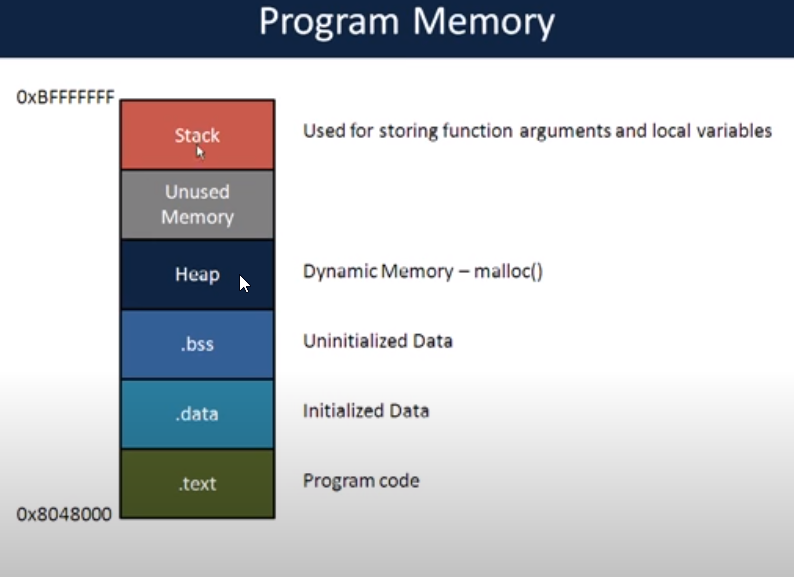 Program Memory
0xBFFFFFFF
Stack
Used for storing function arguments and local variables
Unused
Memory
Heap
Dynamic Memory – malloc()
.bss
Uninitialized Data
.data
Initialized Data
.text
Program code
0x8048000